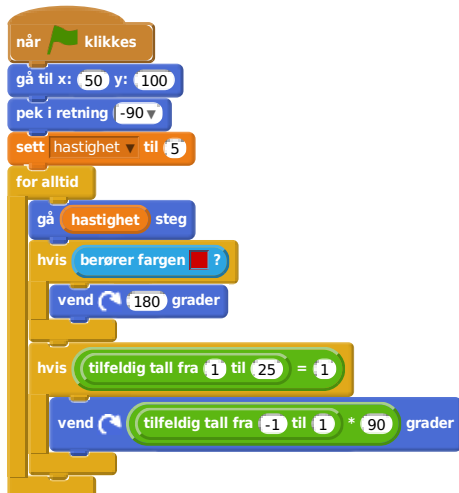 når klikkes
gå til x: 50 y: 100
pek i retning -90
sett hastighet til 5
for alltid
gå hastighet steg
hvis berører fargen ?
vend 180 grader
hvis tilfeldig tall fra 1 til 25 = 1
vend tilfeldig tall fra -1 til 1 * 90 grader